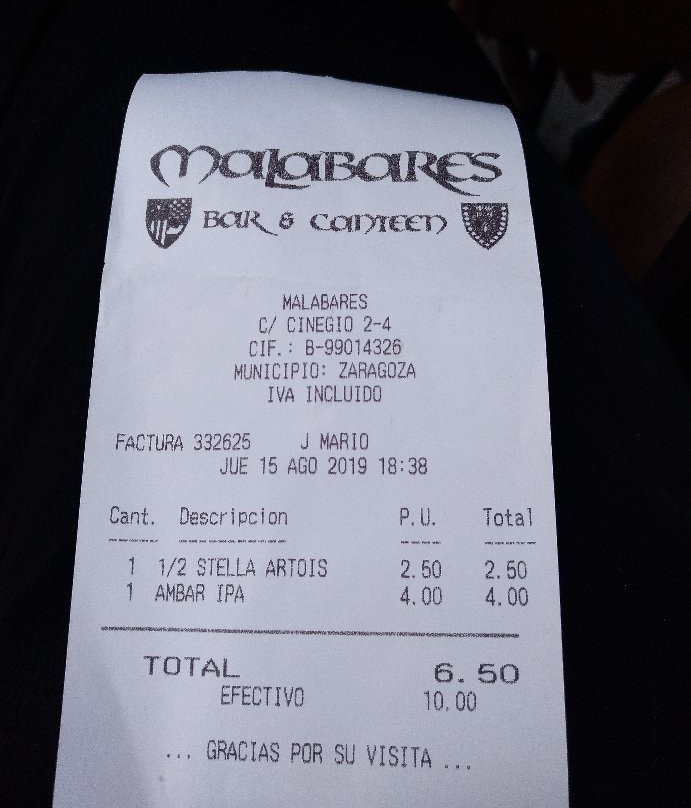 MALABARES
BAR & CANTEEN
MALABARES
C/ CINEGIO 2-4
CIF.: B-99014326
MUNICIPIO: ZARAGOZA
IVA INCLUIDO
FACTURA 332625 J MARIO
JUE 15 AGO 2019 18:38
Cant. Descripcion P.U. Total
1 1/2 STELLA ARTOIS 2.50 2.50
1 AMBAR IPA 4.00 4.00
TOTAL 6.50
EFECTIVO 10.00
... GRACIAS POR SU VISITA ...